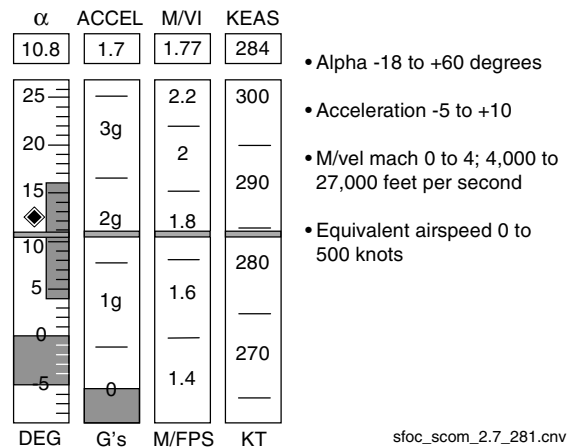 α ACCEL M/VI KEAS
10.8 1.7 1.77 284
25 2.2 300
3g
20 2
15 290
2g 1.8
10 280
5 1g 1.6
0 270
-5 0 1.4
DEG G's M/FPS KT
• Alpha -18 to +60 degrees
• Acceleration -5 to +10
• M/vel mach 0 to 4; 4,000 to
27,000 feet per second
• Equivalent airspeed 0 to
500 knots
sfoc_scom_2.7_281.cnv